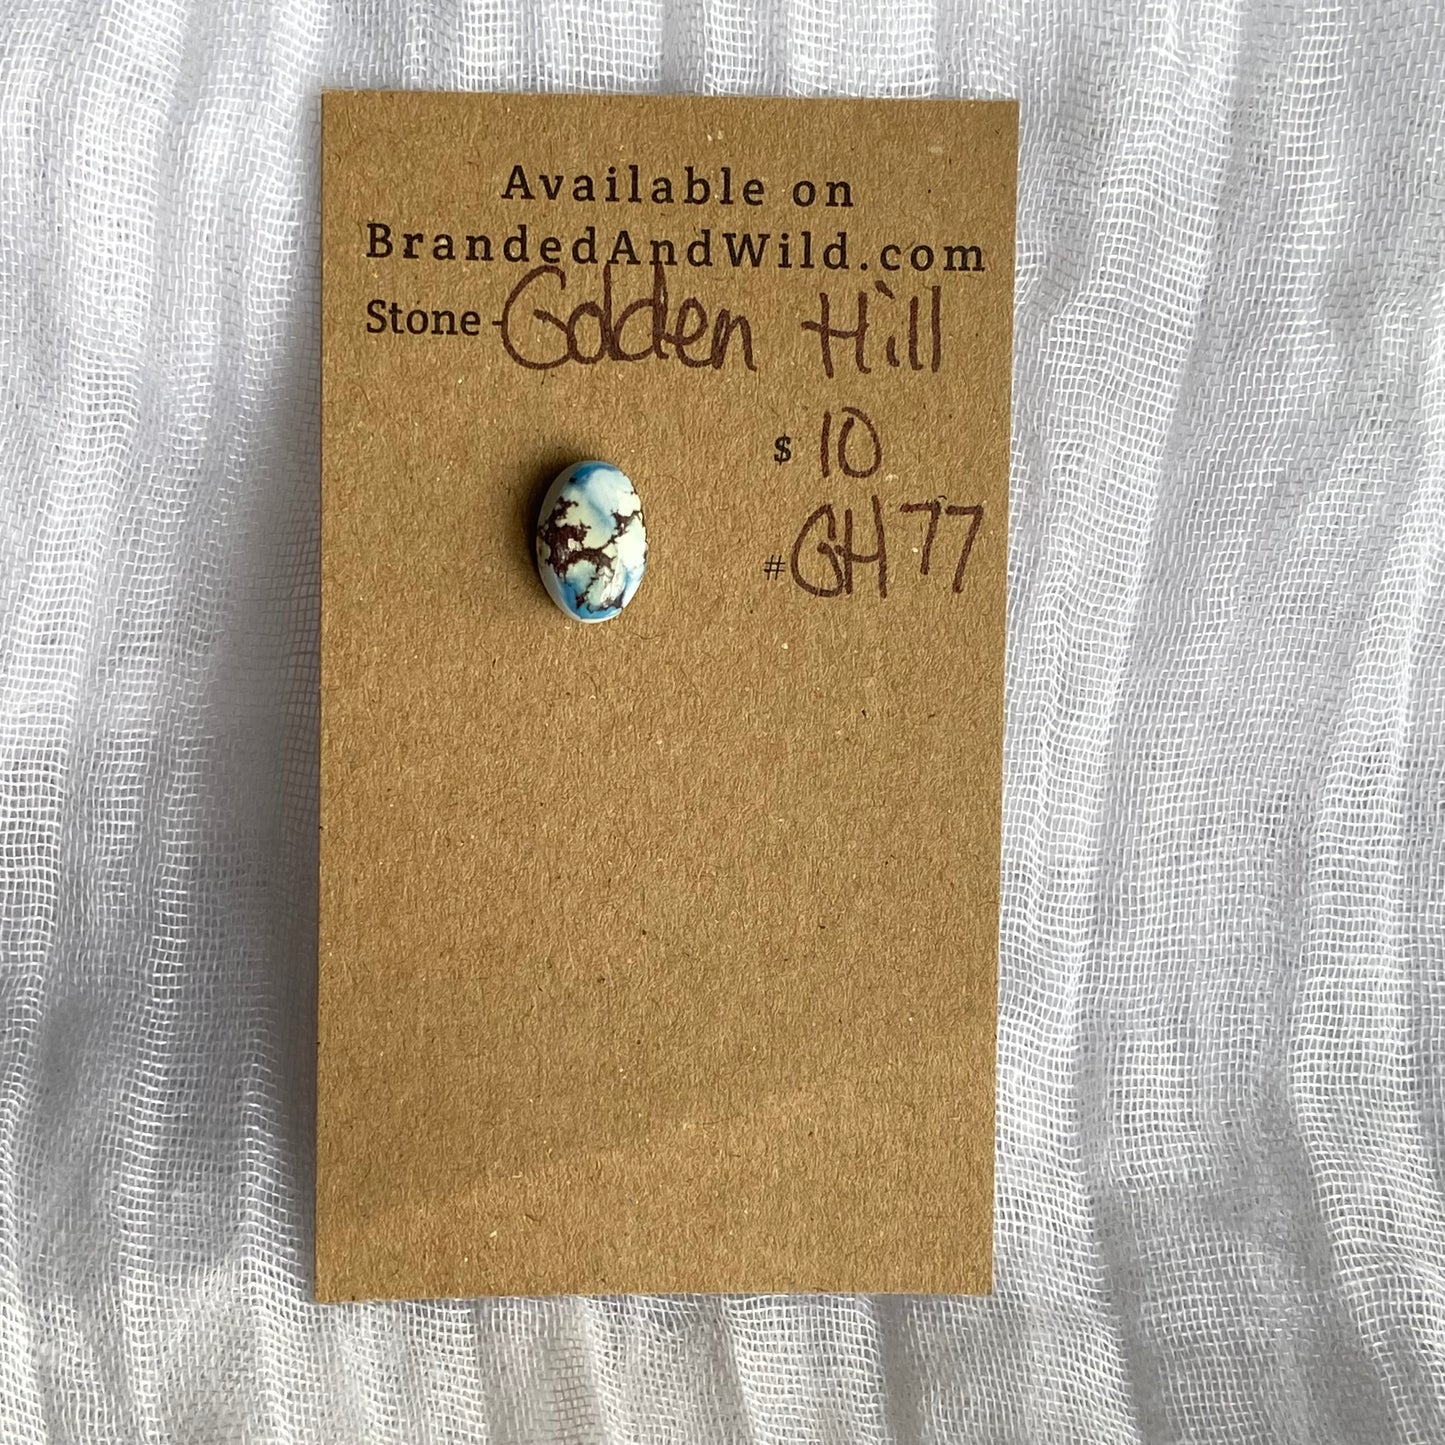 Available on
BrandedAndWild.com
Stone - Golden Hill
$ 10
# GH77